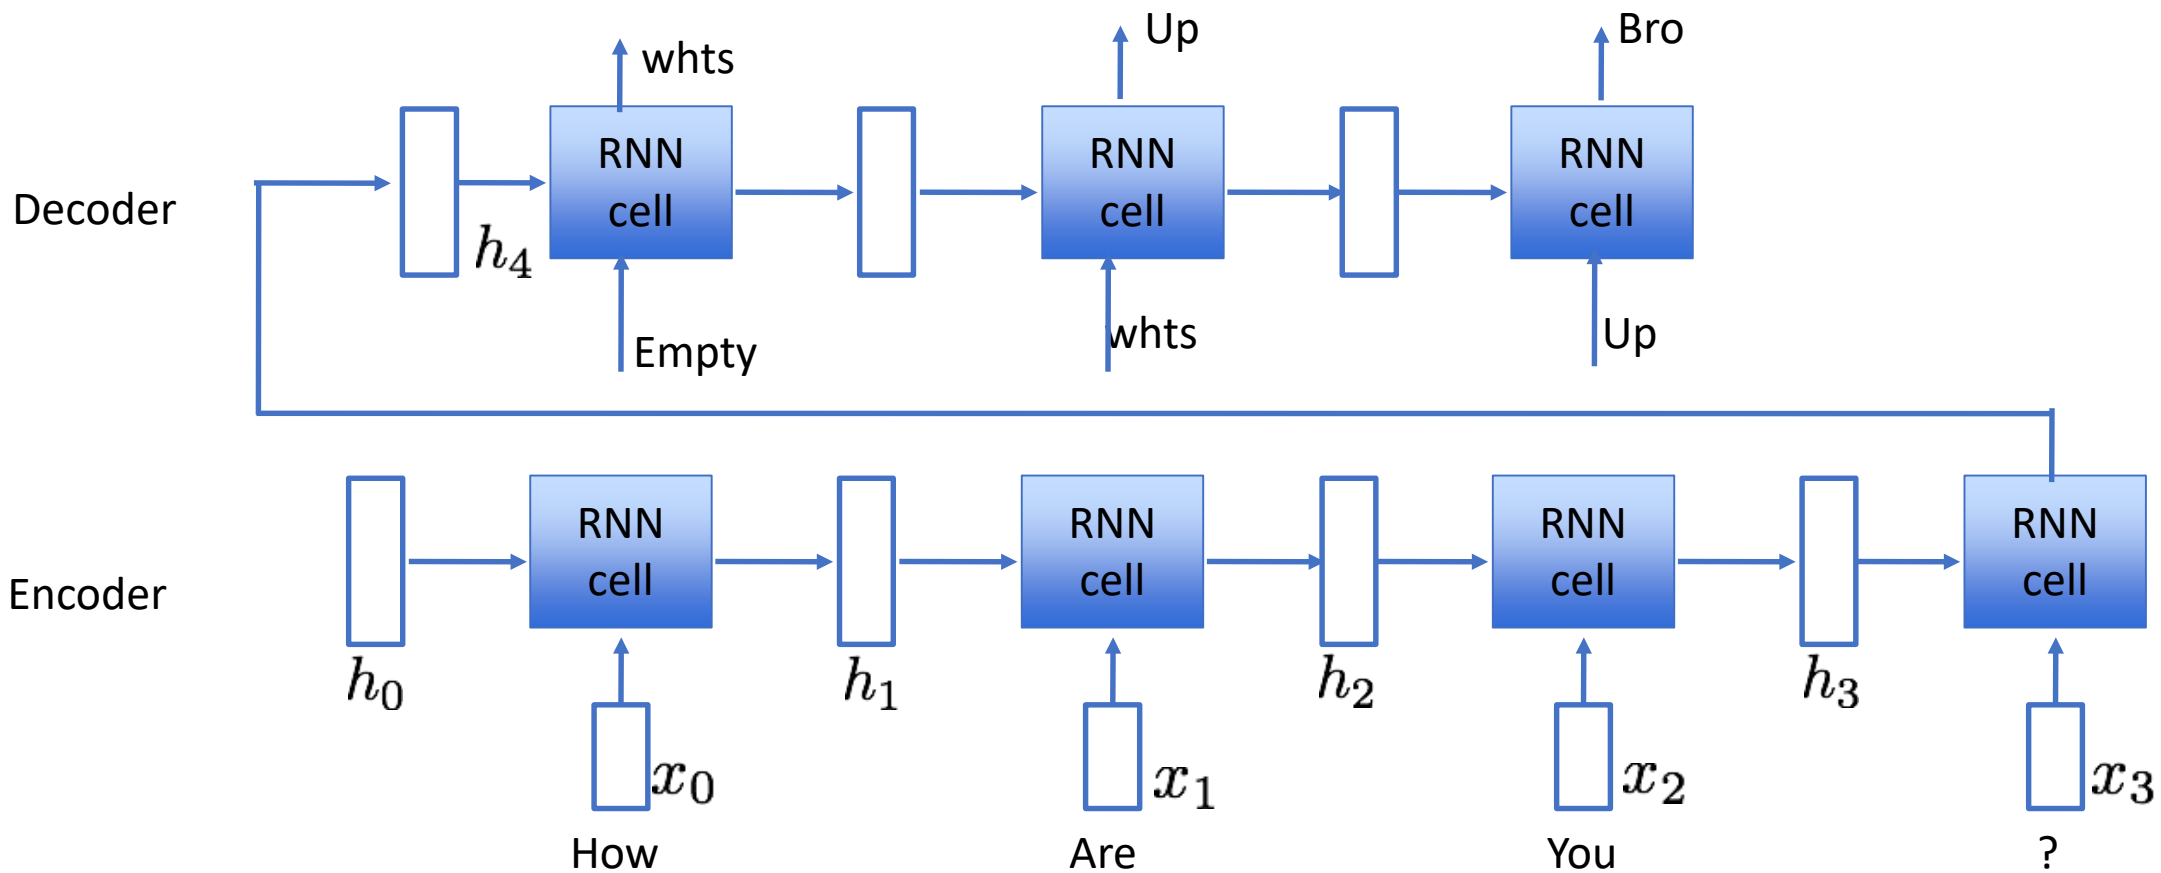 whts
Up
Bro
RNN
cell
RNN
cell
RNN
cell
Decoder
h4
Empty
whts
Up
RNN
cell
RNN
cell
RNN
cell
RNN
cell
Encoder
h0
h1
h2
h3
x0
x1
x2
x3
How
Are
You
?